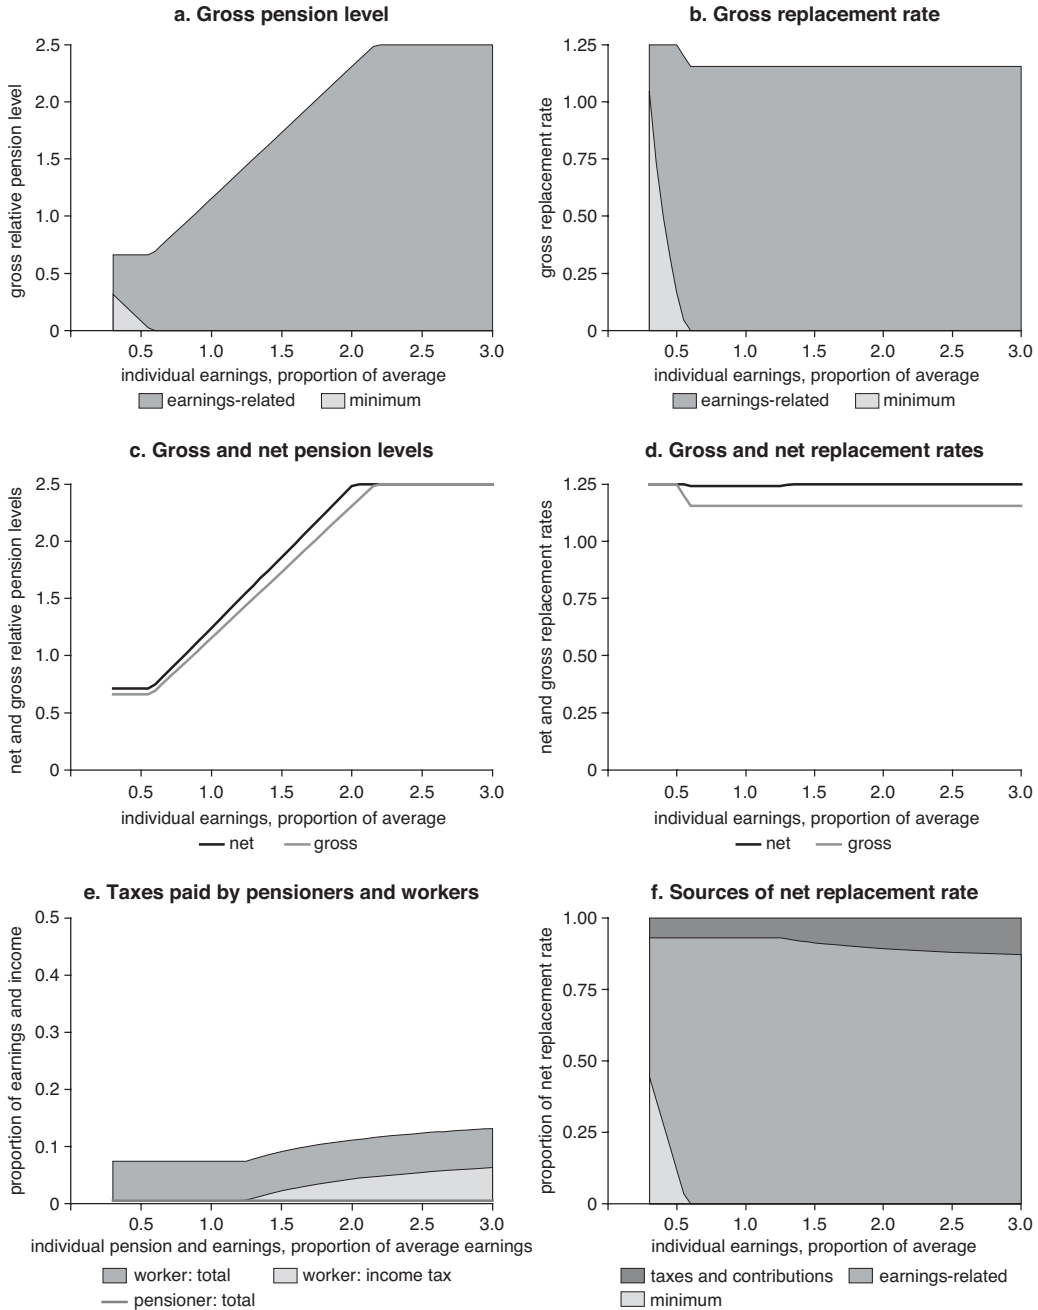 a. Gross pension level
gross relative pension level
2.5
2.0
1.5
1.0
0.5
0
0.5 1.0 1.5 2.0 2.5 3.0
individual earnings, proportion of average
earnings-related minimum
b. Gross replacement rate
gross replacement rate
1.25
1.00
0.75
0.50
0.25
0
0.5 1.0 1.5 2.0 2.5 3.0
individual earnings, proportion of average
earnings-related minimum
c. Gross and net pension levels
net and gross relative pension levels
2.5
2.0
1.5
1.0
0.5
0
0.5 1.0 1.5 2.0 2.5 3.0
individual earnings, proportion of average
net gross
d. Gross and net replacement rates
net and gross replacement rates
1.25
1.00
0.75
0.50
0.25
0
0.5 1.0 1.5 2.0 2.5 3.0
individual earnings, proportion of average
net gross
e. Taxes paid by pensioners and workers
proportion of earnings and income
0.5
0.4
0.3
0.2
0.1
0
0.5 1.0 1.5 2.0 2.5 3.0
individual pension and earnings, proportion of average earnings
worker: total worker: income tax
pensioner: total
f. Sources of net replacement rate
proportion of net replacement rate
1.00
0.75
0.50
0.25
0
0.5 1.0 1.5 2.0 2.5 3.0
individual earnings, proportion of average
taxes and contributions earnings-related
minimum